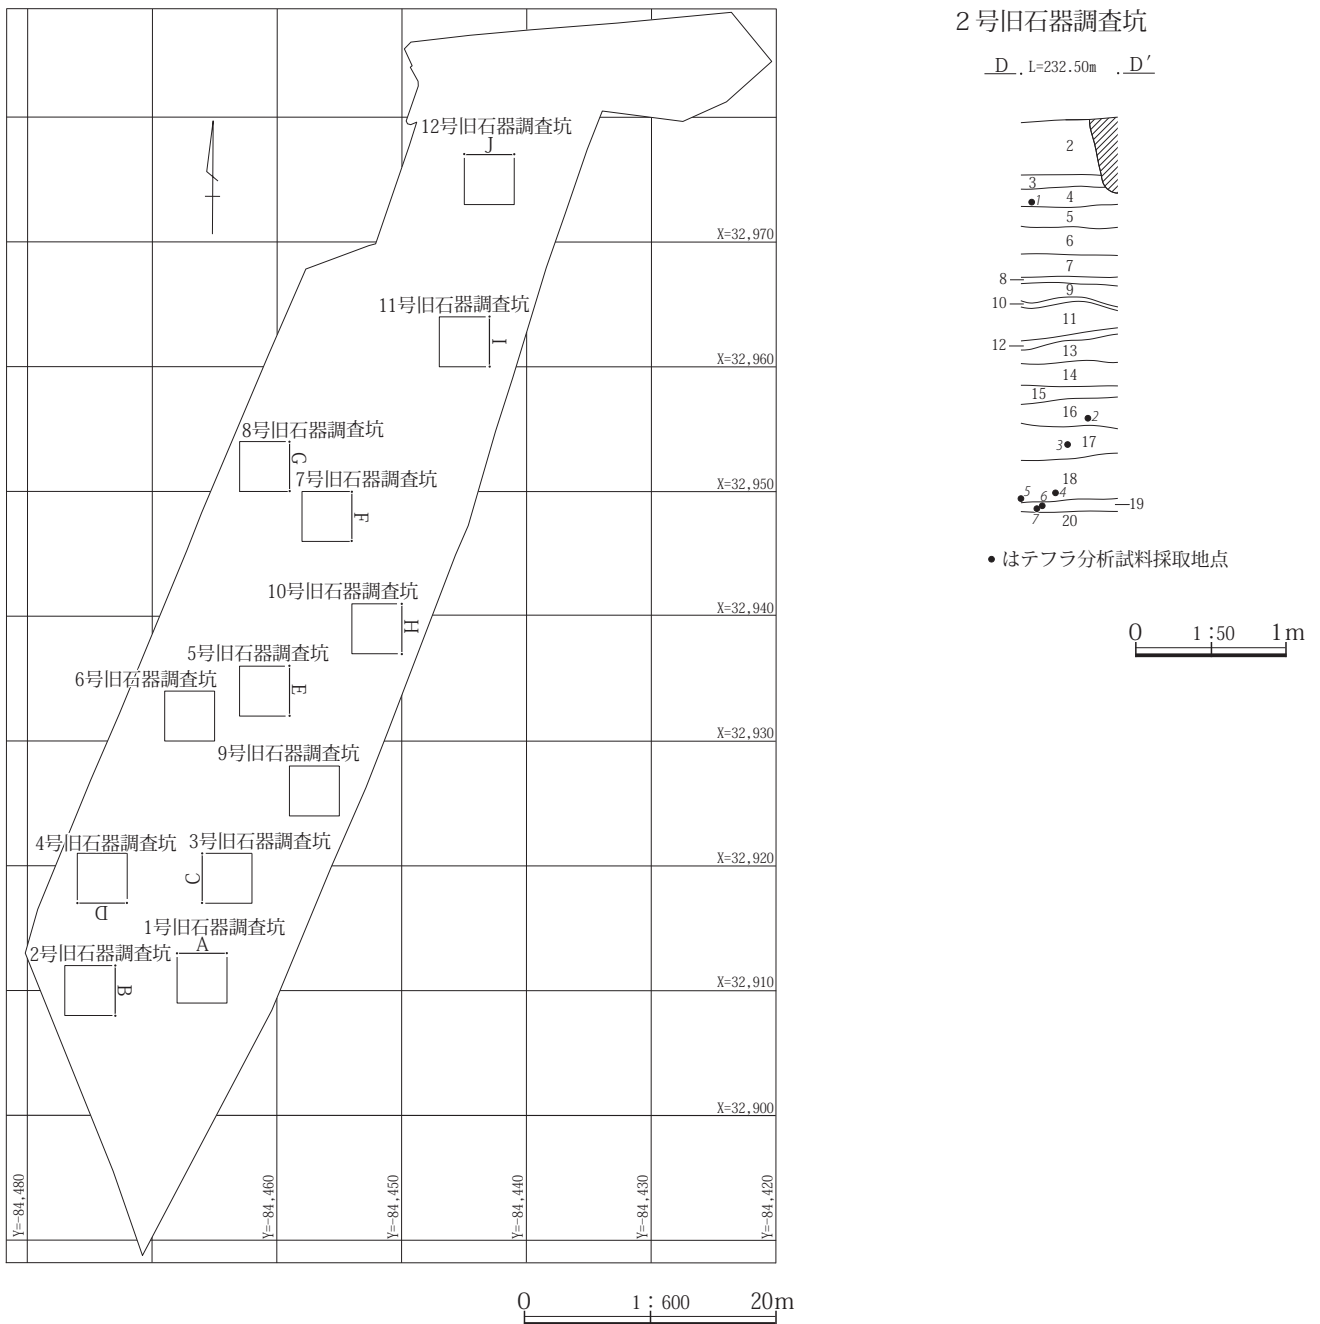 12号旧石器調査坑
J
X=32,970
11号旧石器調査坑
I
X=32,960
8号旧石器調査坑
G
7号旧石器調査坑
X=32,950
F
10号旧石器調査坑
X=32,940
H
5号旧石器調査坑
6号旧石器調査坑
E
X=32,930
9号旧石器調査坑
4号旧石器調査坑
3号旧石器調査坑
X=32,920
C
D
1号旧石器調査坑
A
2号旧石器調査坑
B
X=32,910
X=32,900
Y=-84,480
Y=-84,460
Y=-84,450
Y=-84,440
Y=-84,430
Y=-84,420
0 1：600 20m
2号旧石器調査坑
D . L=232.50m . D′
2
3
1
4
5
6
7
8
9
10
11
12
13
14
15
16
2
3
17
18
5
6
4
19
7
20
●はテフラ分析試料採取地点
0 1：50 1m